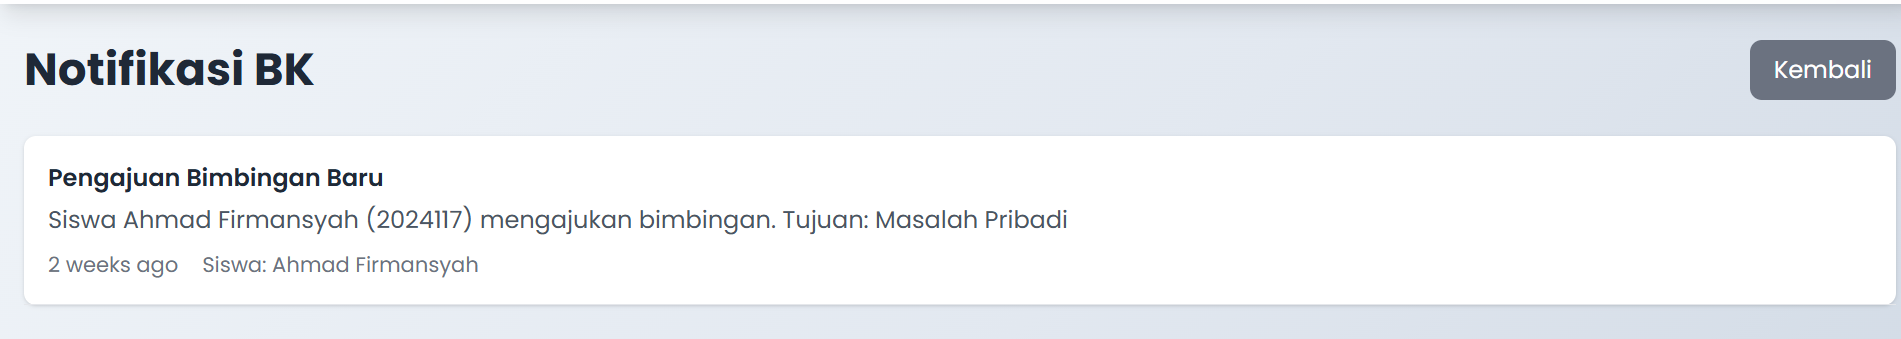 Notifikasi BK
Kembali
Pengajuan Bimbingan Baru
Siswa Ahmad Firmansyah (2024117) mengajukan bimbingan. Tujuan: Masalah Pribadi
2 weeks ago Siswa: Ahmad Firmansyah